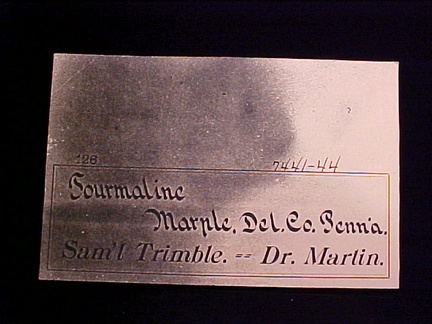 126 7441-44
Tourmaline
Marple, Del. Co. Penn'a.
Sam'l Trimble. == Dr. Martin.